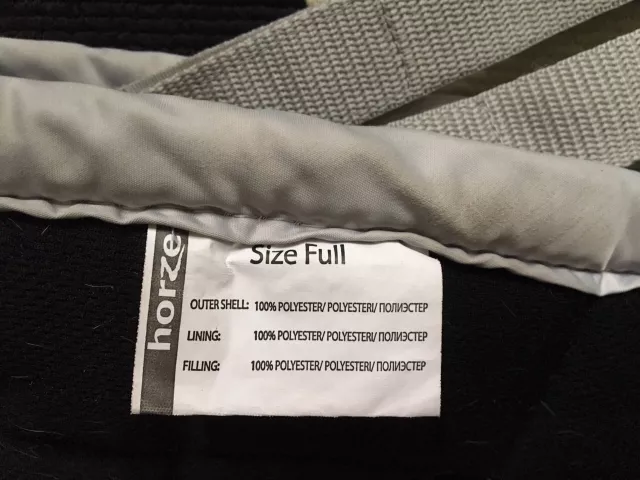 horze
Size Full
OUTER SHELL: 100% POLYESTER/ POLYESTERI/ ПОЛИЭСТЕР
LINING: 100% POLYESTER/ POLYESTERI/ ПОЛИЭСТЕР
FILLING: 100% POLYESTER/ POLYESTERI/ ПОЛИЭСТЕР